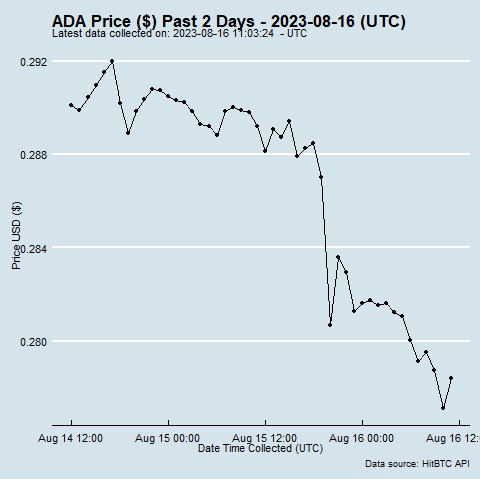 ADA Price ($) Past 2 Days - 2023-08-16 (UTC)
Latest data collected on: 2023-08-16 11:03:24 - UTC
0.292
0.288
0.284
0.280
Price USD ($)
Aug 14 12:00 Aug 15 00:00 Aug 15 12:00 Aug 16 00:00 Aug 16 12:
Date Time Collected (UTC)
Data source: HitBTC API